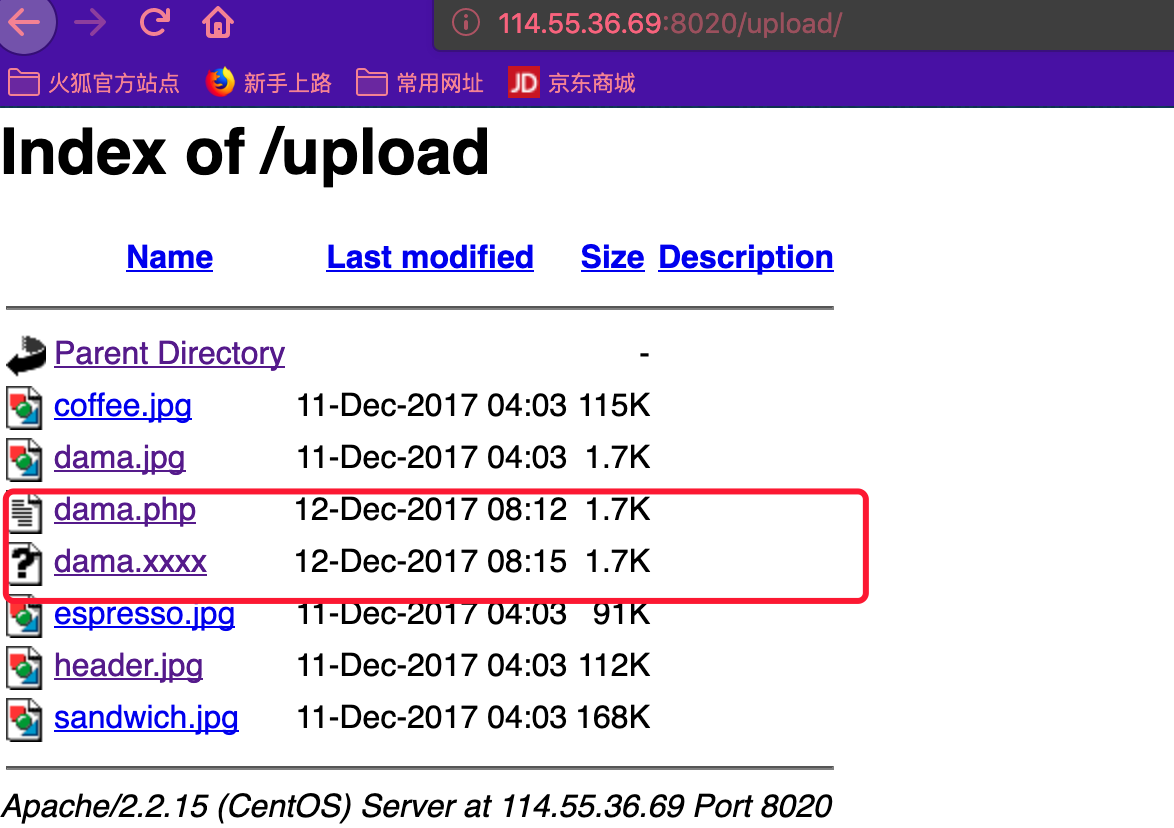 114.55.36.69:8020/upload/
火狐官方站点 新手上路 常用网址 JD 京东商城
Index of /upload
Name Last modified Size Description
Parent Directory -
coffee.jpg 11-Dec-2017 04:03 115K
dama.jpg 11-Dec-2017 04:03 1.7K
dama.php 12-Dec-2017 08:12 1.7K
dama.xxxx 12-Dec-2017 08:15 1.7K
espresso.jpg 11-Dec-2017 04:03 91K
header.jpg 11-Dec-2017 04:03 112K
sandwich.jpg 11-Dec-2017 04:03 168K
Apache/2.2.15 (CentOS) Server at 114.55.36.69 Port 8020